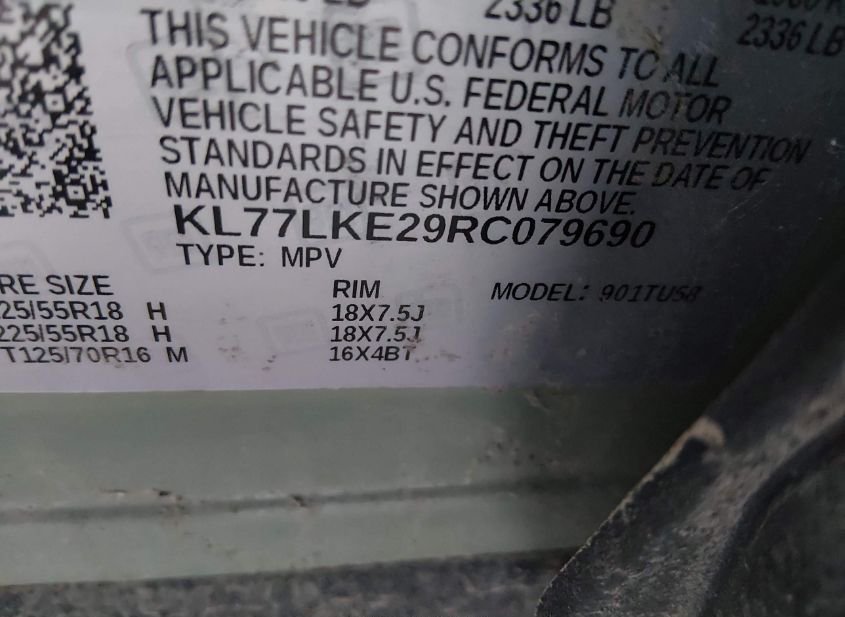 2336 LB
2336 LB
THIS VEHICLE CONFORMS TO ALL
APPLICABLE U.S. FEDERAL MOTOR
VEHICLE SAFETY AND THEFT PREVENTION
STANDARDS IN EFFECT ON THE DATE OF
MANUFACTURE SHOWN ABOVE.
KL77LKE29RC079690
TYPE: MPV
RE SIZE RIM MODEL: 901TU58
25/55R18 H 18X7.5J
225/55R18 H 18X7.5J
T125/70R16 M 16X4BT